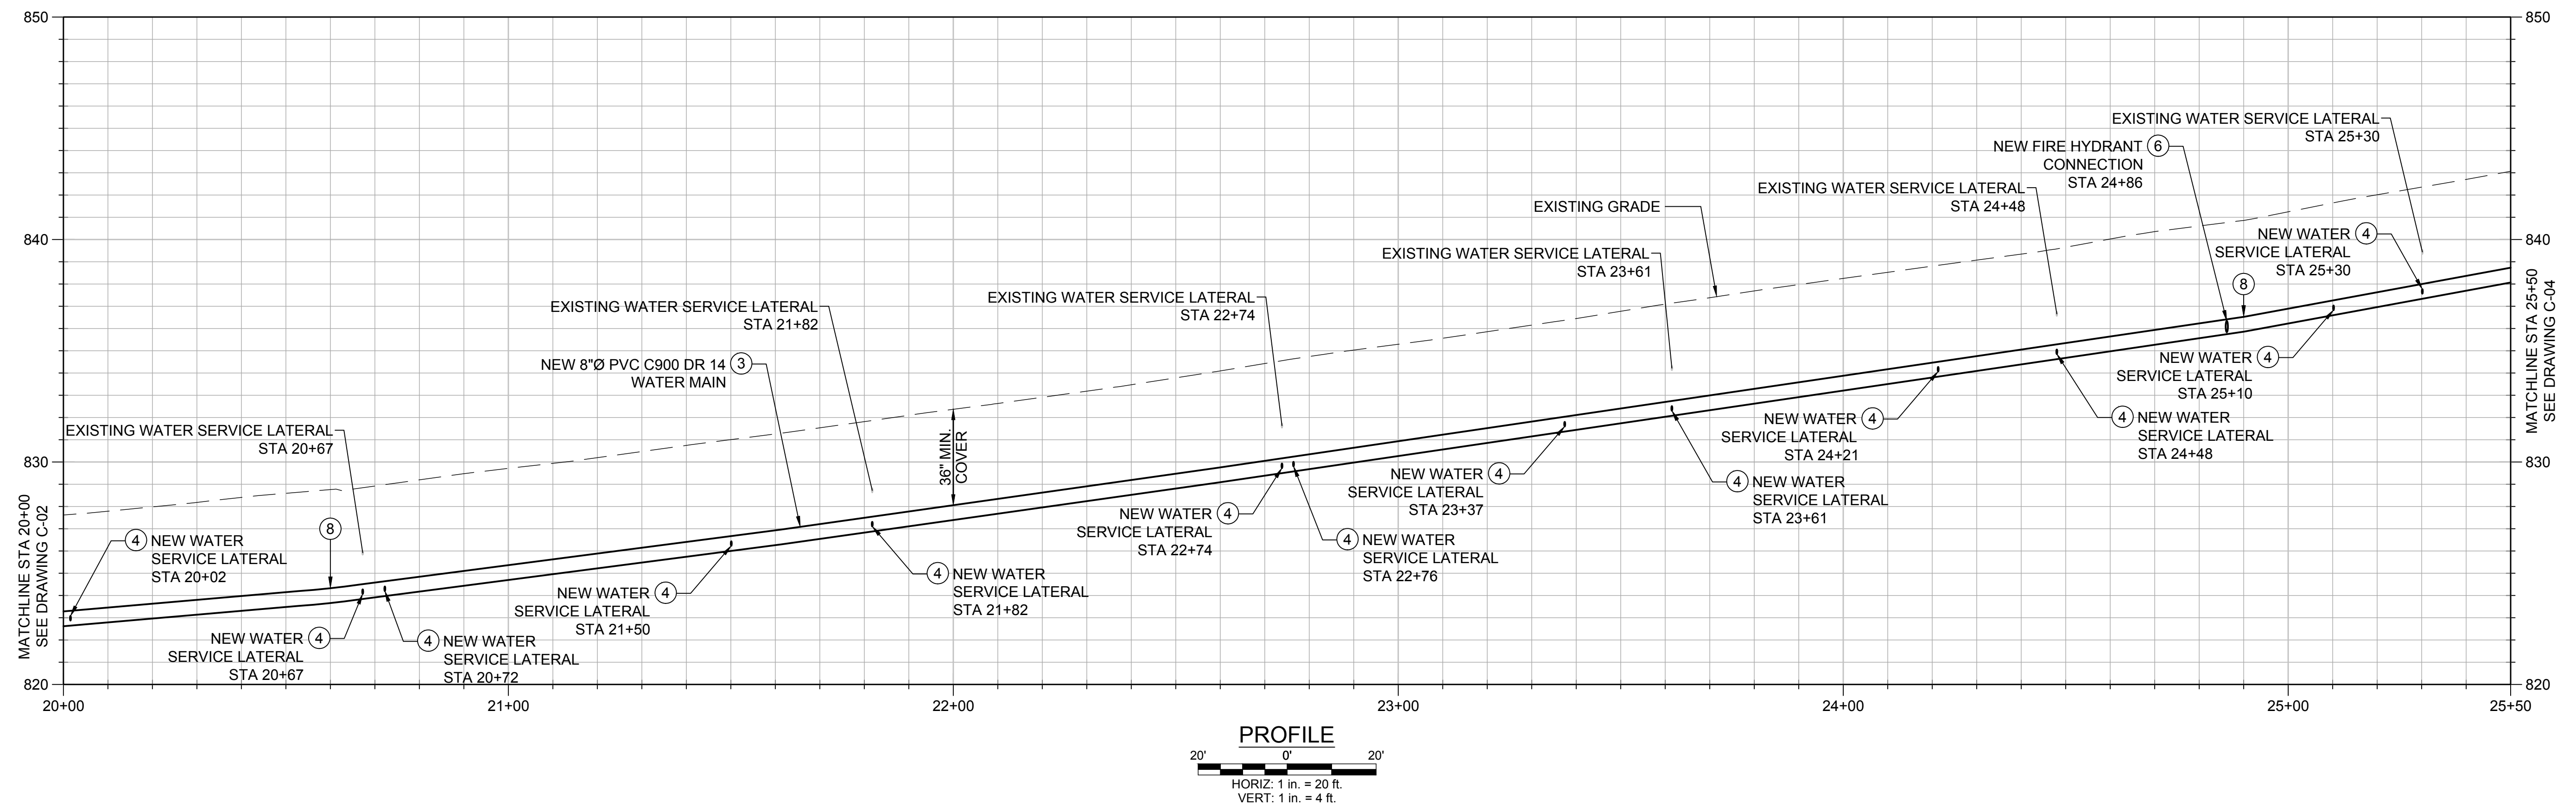 850
850
EXISTING WATER SERVICE LATERAL
STA 25+30
NEW FIRE HYDRANT 6
CONNECTION
STA 24+86
EXISTING WATER SERVICE LATERAL
STA 24+48
EXISTING GRADE
840
840
NEW WATER 4
SERVICE LATERAL
STA 25+30
EXISTING WATER SERVICE LATERAL
STA 23+61
8
EXISTING WATER SERVICE LATERAL
STA 22+74
EXISTING WATER SERVICE LATERAL
STA 21+82
NEW 8"Ø PVC C900 DR 14 3
WATER MAIN
NEW WATER 4
SERVICE LATERAL
STA 25+10
36" MIN.
COVER
EXISTING WATER SERVICE LATERAL
STA 20+67
NEW WATER 4
SERVICE LATERAL
STA 24+21
4 NEW WATER
SERVICE LATERAL
STA 24+48
830
830
NEW WATER 4
SERVICE LATERAL
STA 23+37
4 NEW WATER
SERVICE LATERAL
STA 23+61
NEW WATER 4
SERVICE LATERAL
STA 22+74
4 NEW WATER
SERVICE LATERAL
STA 22+76
8
4 NEW WATER
SERVICE LATERAL
STA 20+02
4 NEW WATER
SERVICE LATERAL
STA 21+82
NEW WATER 4
SERVICE LATERAL
STA 21+50
NEW WATER 4
SERVICE LATERAL
STA 20+67
4 NEW WATER
SERVICE LATERAL
STA 20+72
MATCHLINE STA 20+00
SEE DRAWING C-02
MATCHLINE STA 25+50
SEE DRAWING C-04
820
820
20+00
21+00
22+00
23+00
24+00
25+00
25+50
PROFILE
20' 0' 20'
HORIZ: 1 in. = 20 ft.
VERT: 1 in. = 4 ft.